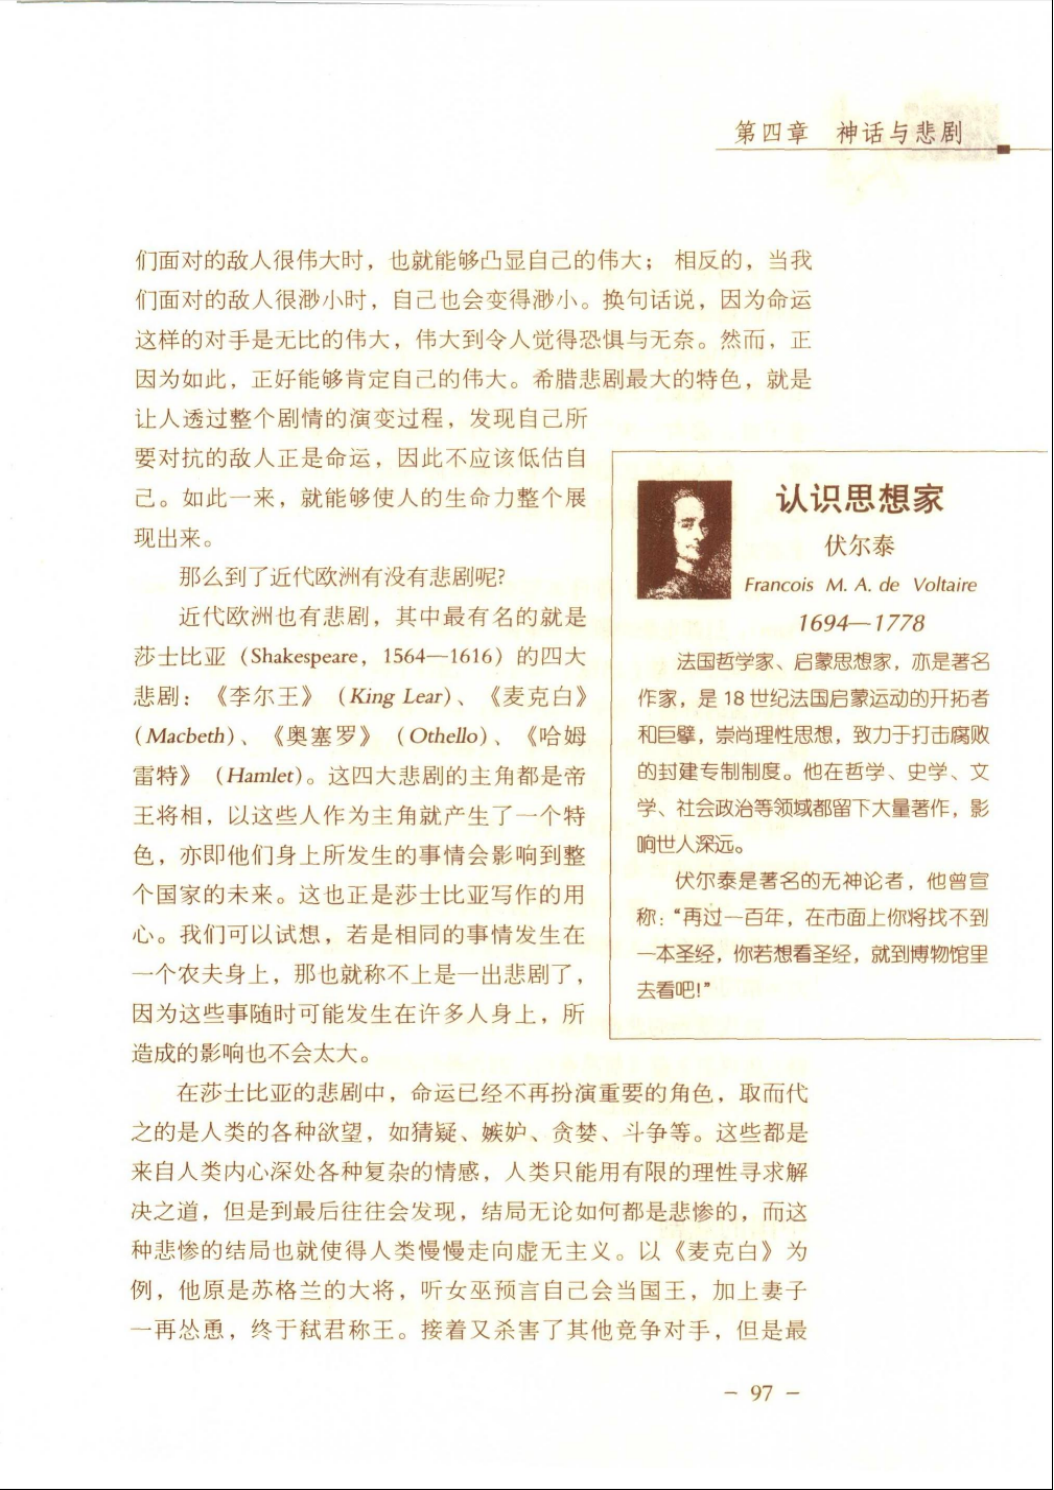 第四章　神话与悲剧
们面对的敌人很伟大时，也就能够凸显自己的伟大；相反的，当我
们面对的敌人很渺小时，自己也会变得渺小。换句话说，因为命运
这样的对手是无比的伟大，伟大到令人觉得恐惧与无奈。然而，正
因为如此，正好能够肯定自己的伟大。希腊悲剧最大的特色，就是
让人透过整个剧情的演变过程，发现自己所
要对抗的敌人正是命运，因此不应该低估自
己。如此一来，就能够使人的生命力整个展
现出来。
那么到了近代欧洲有没有悲剧呢?
近代欧洲也有悲剧，其中最有名的就是
莎士比亚（Shakespeare，1564—1616）的四大
悲剧：《李尔王》（King Lear）、《麦克白》
（Macbeth）、《奥塞罗》（Othello）、《哈姆
雷特》（Hamlet）。这四大悲剧的主角都是帝
王将相，以这些人作为主角就产生了一个特
色，亦即他们身上所发生的事情会影响到整
个国家的未来。这也正是莎士比亚写作的用
心。我们可以试想，若是相同的事情发生在
一个农夫身上，那也就称不上是一出悲剧了，
因为这些事随时可能发生在许多人身上，所
造成的影响也不会太大。
认识思想家
伏尔泰
Francois M. A. de Voltaire
1694—1778
法国哲学家、启蒙思想家，亦是著名
作家，是 18 世纪法国启蒙运动的开拓者
和巨擘，崇尚理性思想，致力于打击腐败
的封建专制制度。他在哲学、史学、文
学、社会政治等领域都留下大量著作，影
响世人深远。
伏尔泰是著名的无神论者，他曾宣
称：“再过一百年，在市面上你将找不到
一本圣经，你若想看圣经，就到博物馆里
去看吧!”
在莎士比亚的悲剧中，命运已经不再扮演重要的角色，取而代
之的是人类的各种欲望，如猜疑、嫉妒、贪婪、斗争等。这些都是
来自人类内心深处各种复杂的情感，人类只能用有限的理性寻求解
决之道，但是到最后往往会发现，结局无论如何都是悲惨的，而这
种悲惨的结局也就使得人类慢慢走向虚无主义。以《麦克白》为
例，他原是苏格兰的大将，听女巫预言自己会当国王，加上妻子
一再怂恿，终于弑君称王。接着又杀害了其他竞争对手，但是最
－ 97 －